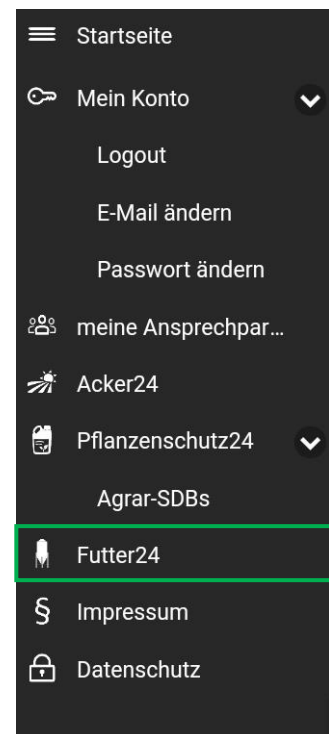 Startseite
Mein Konto
Logout
E-Mail ändern
Passwort ändern
meine Ansprechpar...
Acker24
Pflanzenschutz24
Agrar-SDBs
Futter24
§ Impressum
Datenschutz